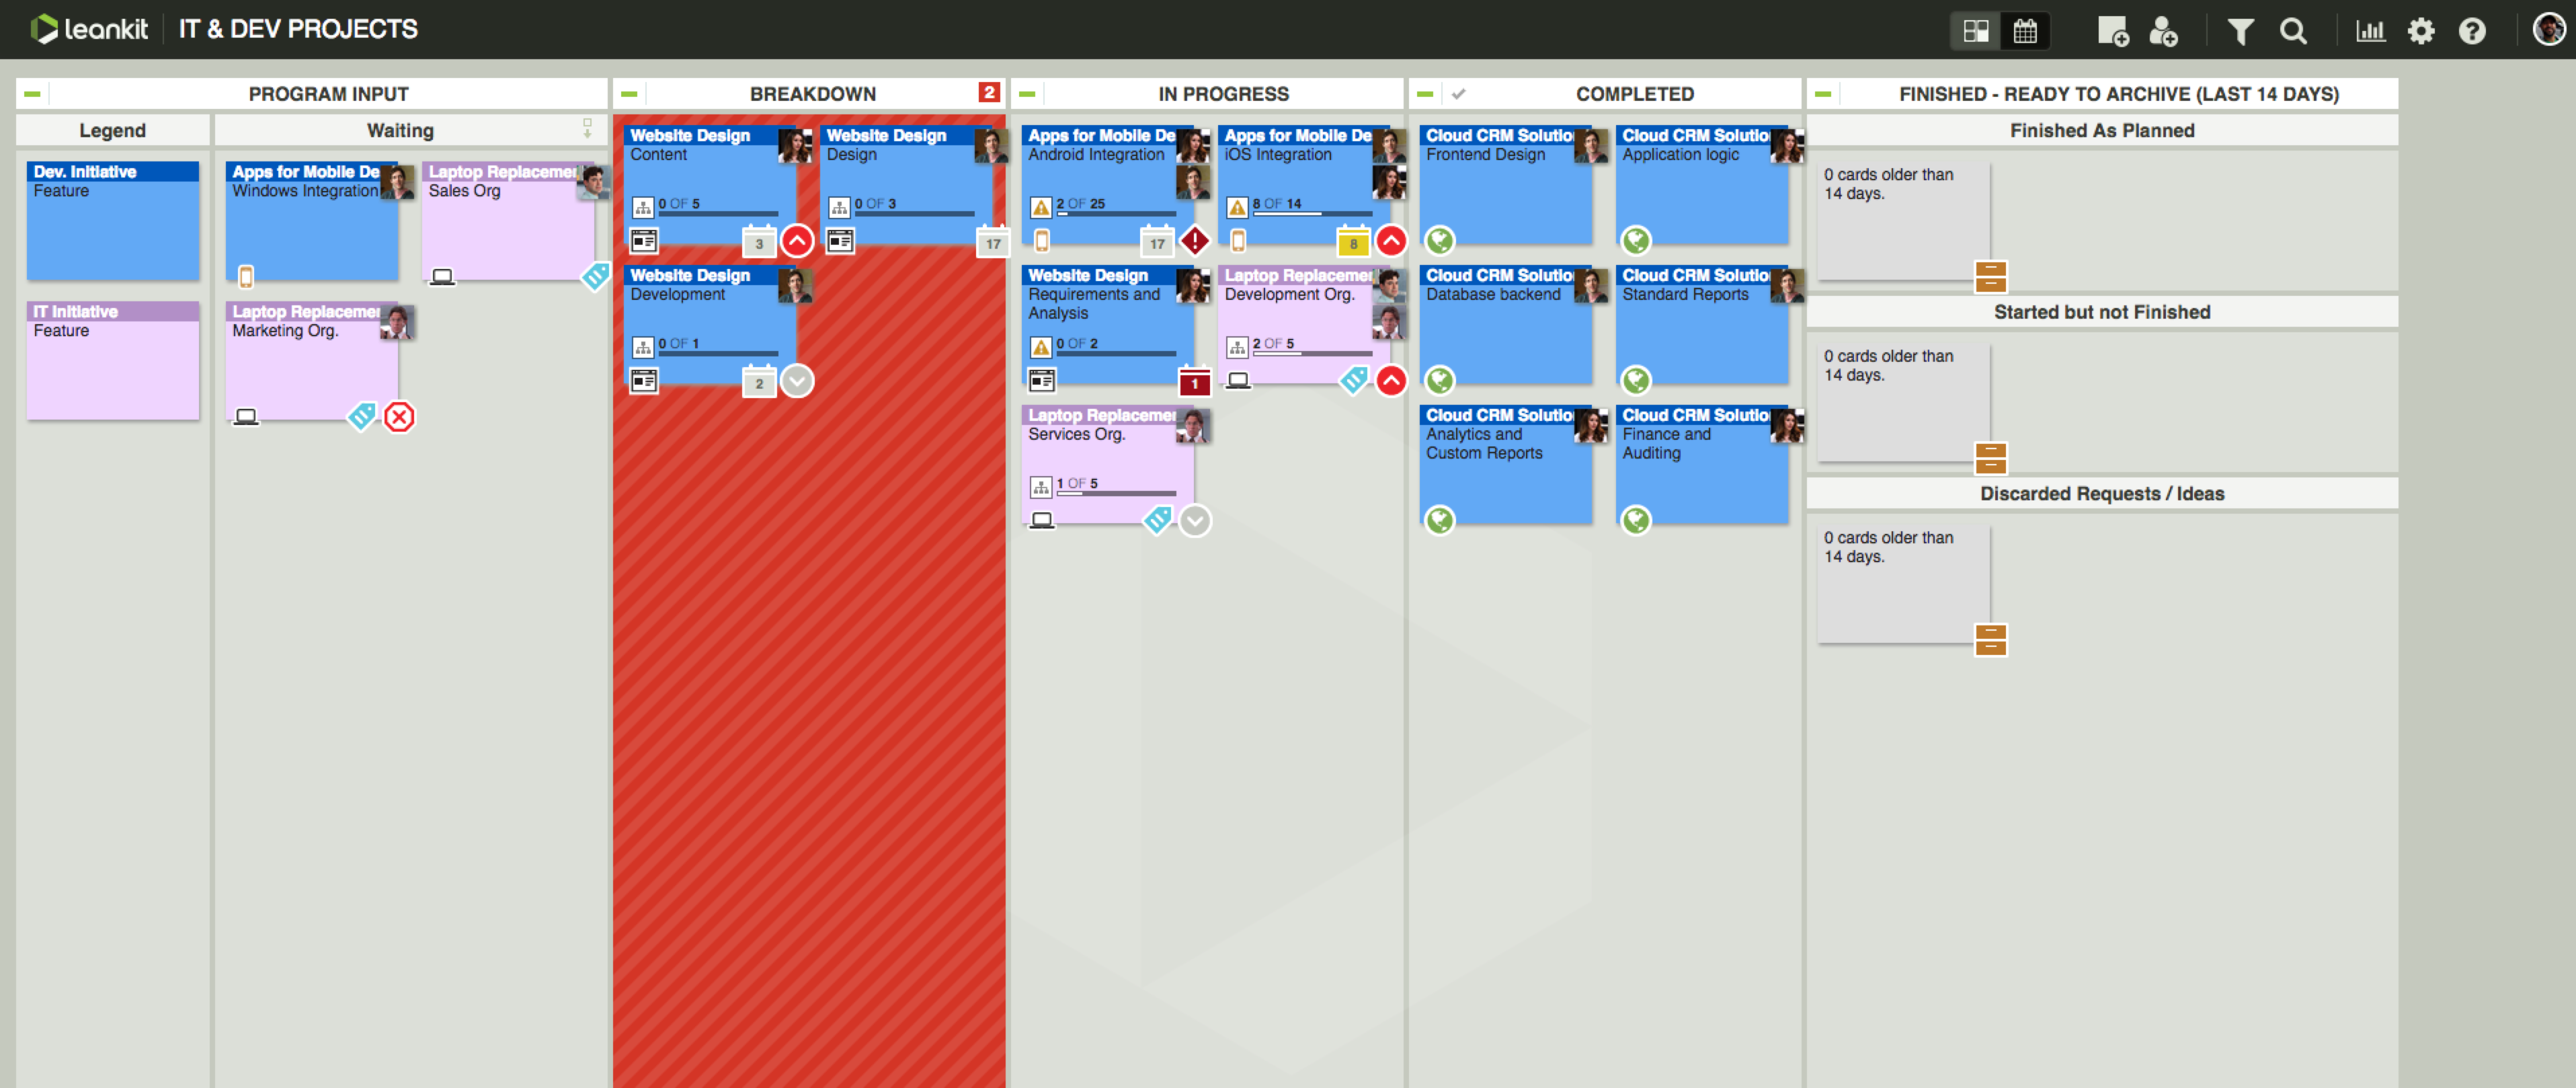 leankit
IT & DEV PROJECTS
PROGRAM INPUT
Legend
Waiting
Dev. Initiative
Feature
IT Initiative
Feature
Apps for Mobile De
Windows Integration
Laptop Replacemen
Sales Org
Laptop Replacemen
Marketing Org.
BREAKDOWN
2
Website Design
Content
0 OF 5
3
Website Design
Design
0 OF 3
17
Website Design
Development
0 OF 1
2
IN PROGRESS
Apps for Mobile De
Android Integration
2 OF 25
17
Apps for Mobile De
iOS Integration
8 OF 14
8
Website Design
Requirements and
Analysis
0 OF 2
1
Laptop Replacemen
Development Org.
2 OF 5
Laptop Replacemen
Services Org.
1 OF 5
COMPLETED
Cloud CRM Solutio
Frontend Design
Cloud CRM Solutio
Application logic
Cloud CRM Solutio
Database backend
Cloud CRM Solutio
Standard Reports
Cloud CRM Solutio
Analytics and
Custom Reports
Cloud CRM Solutio
Finance and
Auditing
FINISHED - READY TO ARCHIVE (LAST 14 DAYS)
Finished As Planned
0 cards older than
14 days.
Started but not Finished
0 cards older than
14 days.
Discarded Requests / Ideas
0 cards older than
14 days.